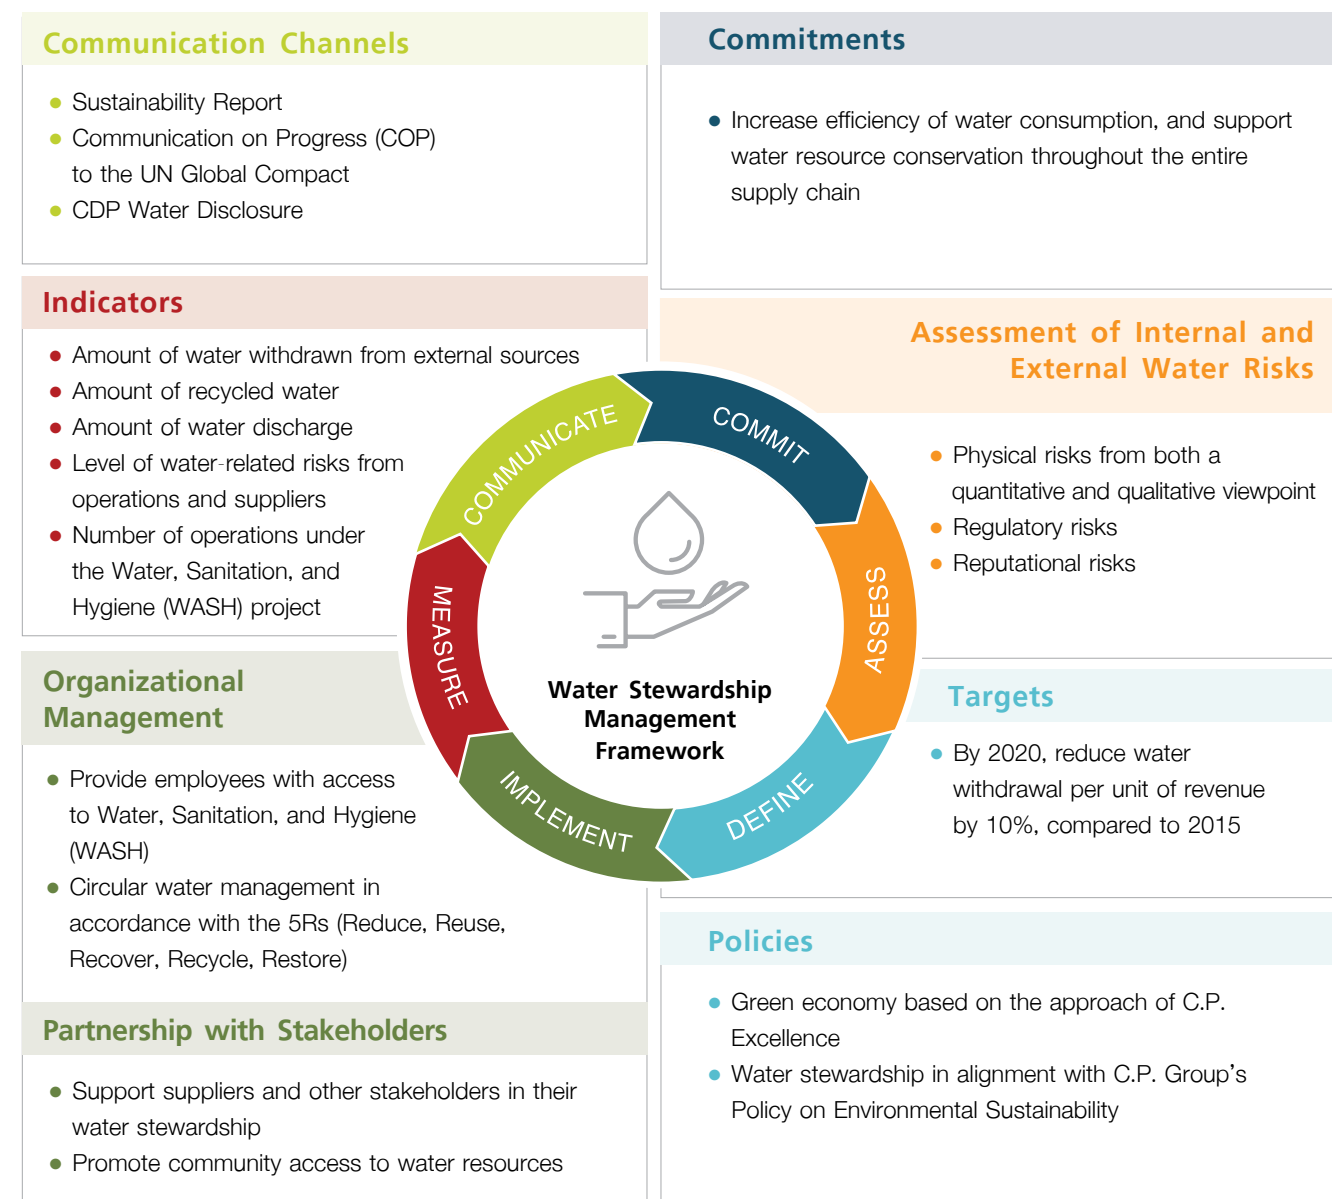 Communication Channels
Sustainability Report
Communication on Progress (COP)
to the UN Global Compact
CDP Water Disclosure
Commitments
Increase efficiency of water consumption, and support
water resource conservation throughout the entire
supply chain
Indicators
Amount of water withdrawn from external sources
Amount of recycled water
Amount of water discharge
Level of water-related risks from
operations and suppliers
Number of operations under
the Water, Sanitation, and
Hygiene (WASH) project
Assessment of Internal and
External Water Risks
Physical risks from both a
quantitative and qualitative viewpoint
Regulatory risks
Reputational risks
COMMUNICATE
COMMIT
ASSESS
DEFINE
IMPLEMENT
MEASURE
Water Stewardship
Management
Framework
Organizational
Management
Provide employees with access
to Water, Sanitation, and Hygiene
(WASH)
Circular water management in
accordance with the 5Rs (Reduce, Reuse,
Recover, Recycle, Restore)
Targets
By 2020, reduce water
withdrawal per unit of revenue
by 10%, compared to 2015
Partnership with Stakeholders
Support suppliers and other stakeholders in their
water stewardship
Promote community access to water resources
Policies
Green economy based on the approach of C.P.
Excellence
Water stewardship in alignment with C.P. Group's
Policy on Environmental Sustainability